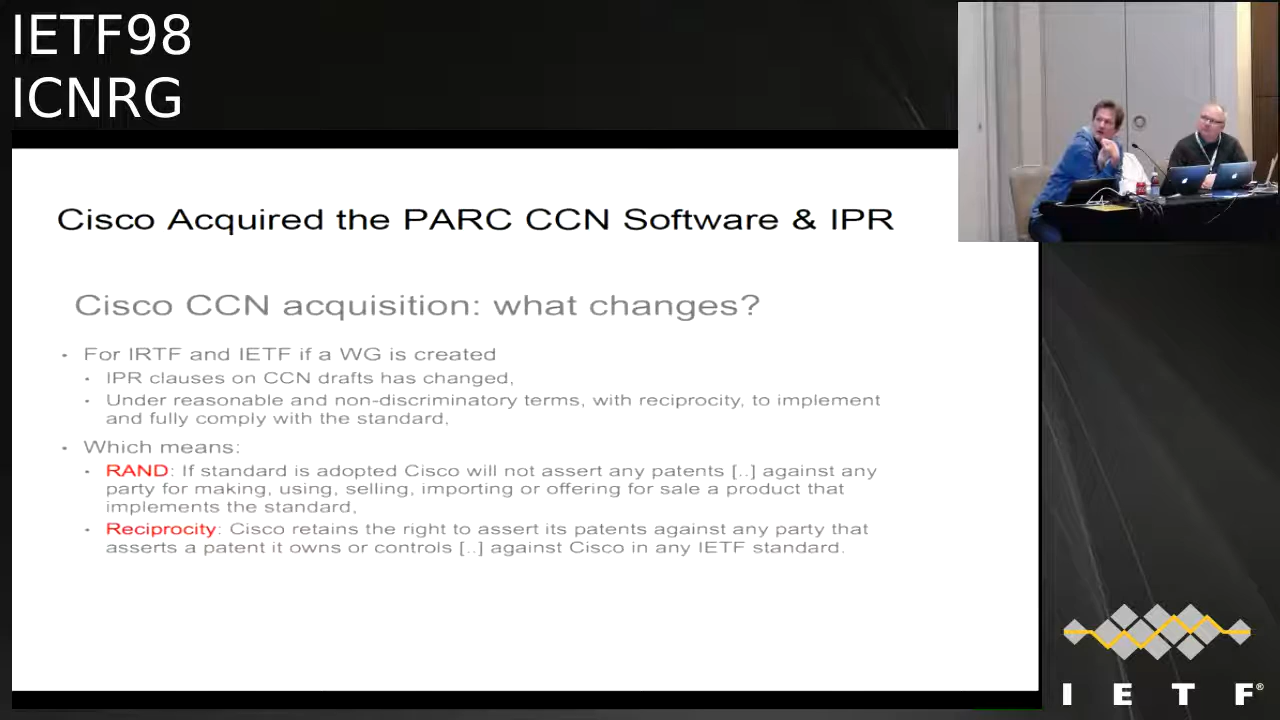 IETF98
ICNRG
Cisco Acquired the PARC CCN Software & IPR
Cisco CCN acquisition: what changes?
• For IRTF and IETF if a WG is created
• IPR clauses on CCN drafts has changed,
• Under reasonable and non-discriminatory terms, with reciprocity, to implement
and fully comply with the standard,
• Which means:
• RAND: If standard is adopted Cisco will not assert any patents [..] against any
party for making, using, selling, importing or offering for sale a product that
implements the standard,
• Reciprocity: Cisco retains the right to assert its patents against any party that
asserts a patent it owns or controls [..] against Cisco in any IETF standard.
I E T F®